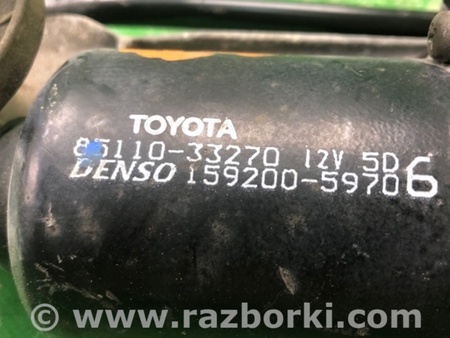 TOYOTA
85110-33270 12V 5D
DENSO 159200-5970 6
www.razborki.com